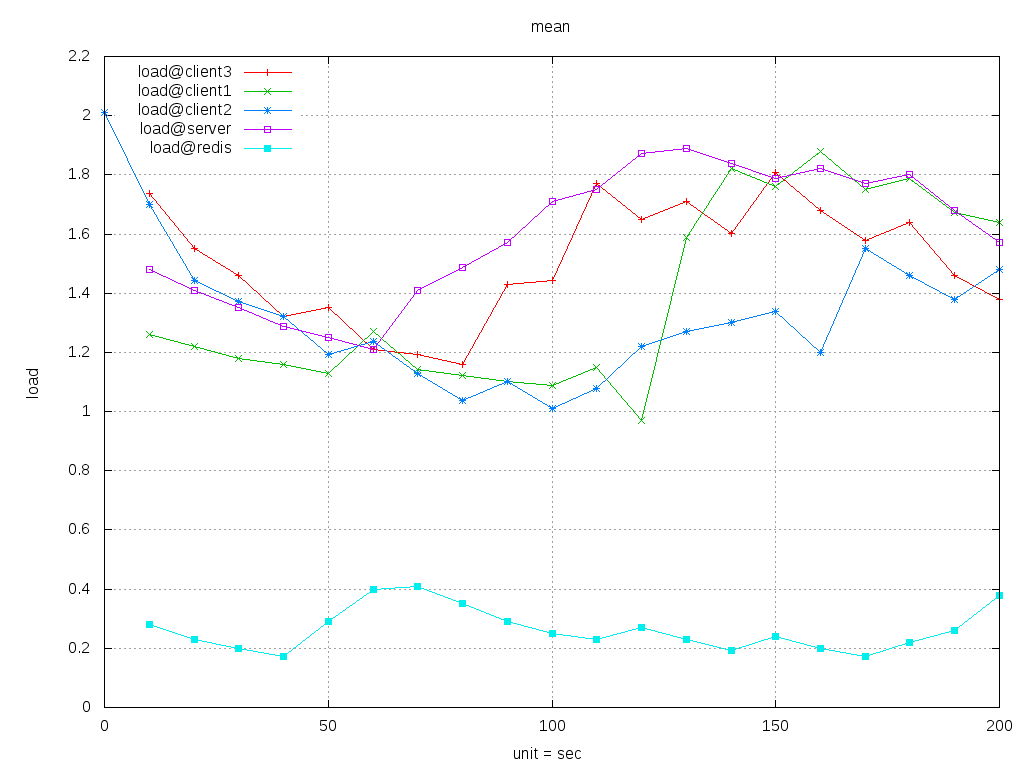 mean
2.2
2
1.8
1.6
1.4
1.2
1
0.8
0.6
0.4
0.2
0
load
load@client3
load@client1
load@client2
load@server
load@redis
0 50 100 150 200
unit = sec